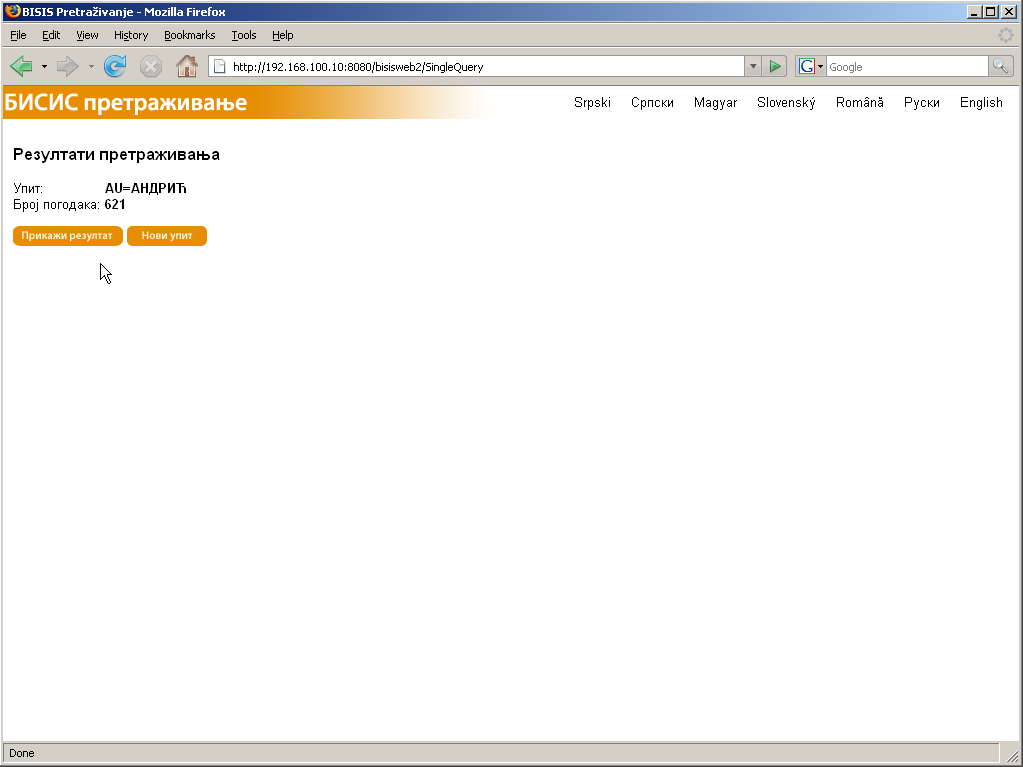 BISIS Pretraživanje - Mozilla Firefox
File Edit View History Bookmarks Tools Help
http://192.168.100.10:8080/bisisweb2/SingleQuery
G Google
БИСИС претраживање
Srpski Српски Magyar Slovenský Română Руски English
Резултати претраживања
Упит: AU=АНДРИЋ
Број погодака: 621
Прикажи резултат Нови упит
Done